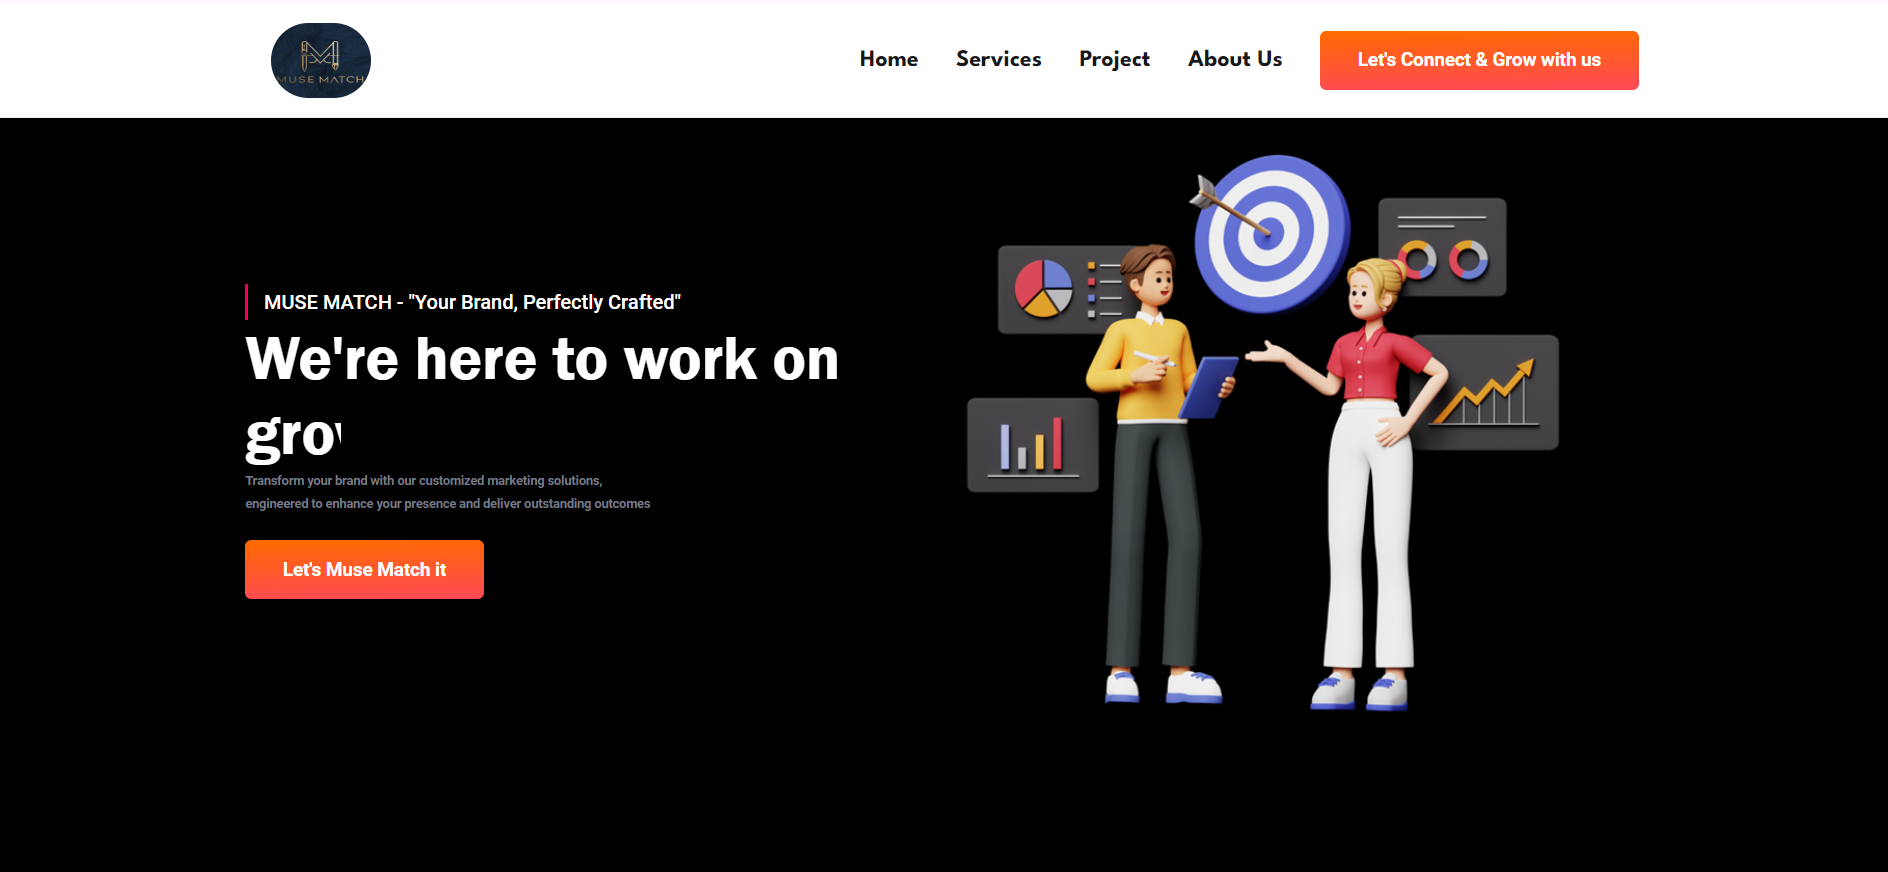 MUSE MATCH
Home Services Project About Us Let's Connect & Grow with us
MUSE MATCH - "Your Brand, Perfectly Crafted"
We're here to work on
gro
Transform your brand with our customized marketing solutions,
engineered to enhance your presence and deliver outstanding outcomes
Let's Muse Match it